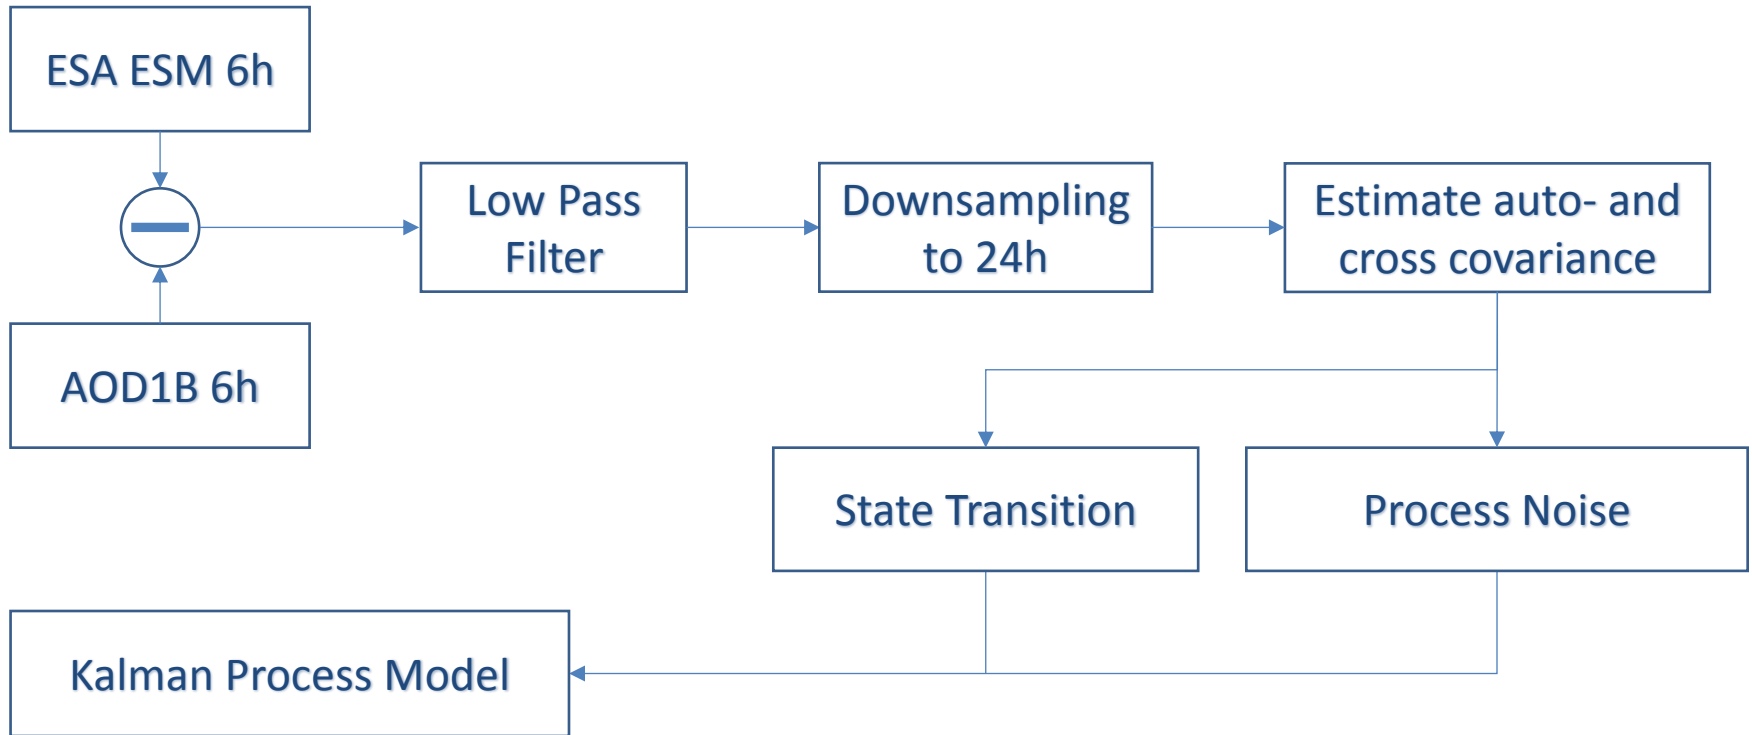 ESA ESM 6h
Low Pass
Filter
Downsampling
to 24h
Estimate auto- and
cross covariance
AOD1B 6h
State Transition
Process Noise
Kalman Process Model